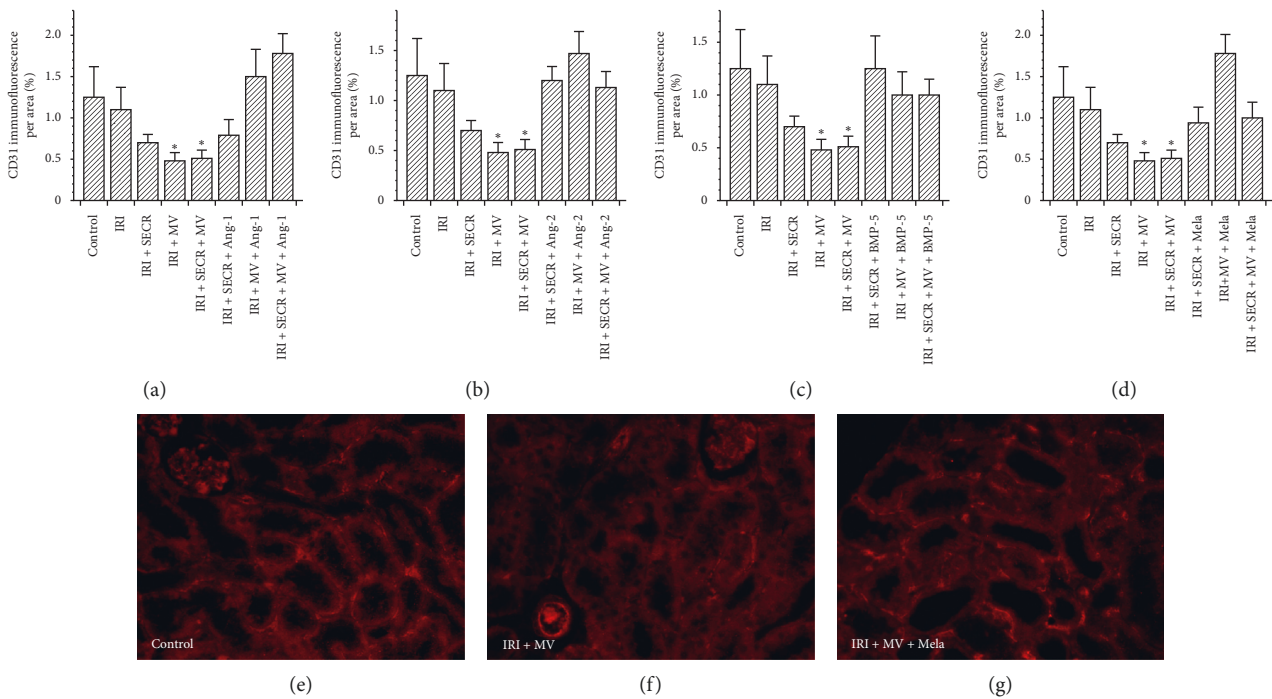 CD31 immunofluorescence
per area (%)
2.0
1.5
1.0
0.5
0
*
*
Control
IRI
IRI + SECR
IRI + MV
IRI + SECR + MV
IRI + SECR + Ang-1
IRI + MV + Ang-1
IRI + SECR + MV + Ang-1
(a)
CD31 immunofluorescence
per area (%)
1.5
1.0
0.5
0
*
*
Control
IRI
IRI + SECR
IRI + MV
IRI + SECR + MV
IRI + SECR + Ang-2
IRI + MV + Ang-2
IRI + SECR + MV + Ang-2
(b)
CD31 immunofluorescence
per area (%)
1.5
1.0
0.5
0
*
*
Control
IRI
IRI + SECR
IRI + MV
IRI + SECR + MV
IRI + SECR + BMP-5
IRI + MV + BMP-5
IRI + SECR + MV + BMP-5
(c)
CD31 immunofluorescence
per area (%)
2.0
1.5
1.0
0.5
0
*
*
Control
IRI
IRI + SECR
IRI + MV
IRI + SECR + MV
IRI + SECR + Mela
IRI+MV + Mela
IRI + SECR + MV + Mela
(d)
Control
(e)
IRI + MV
(f)
IRI + MV + Mela
(g)